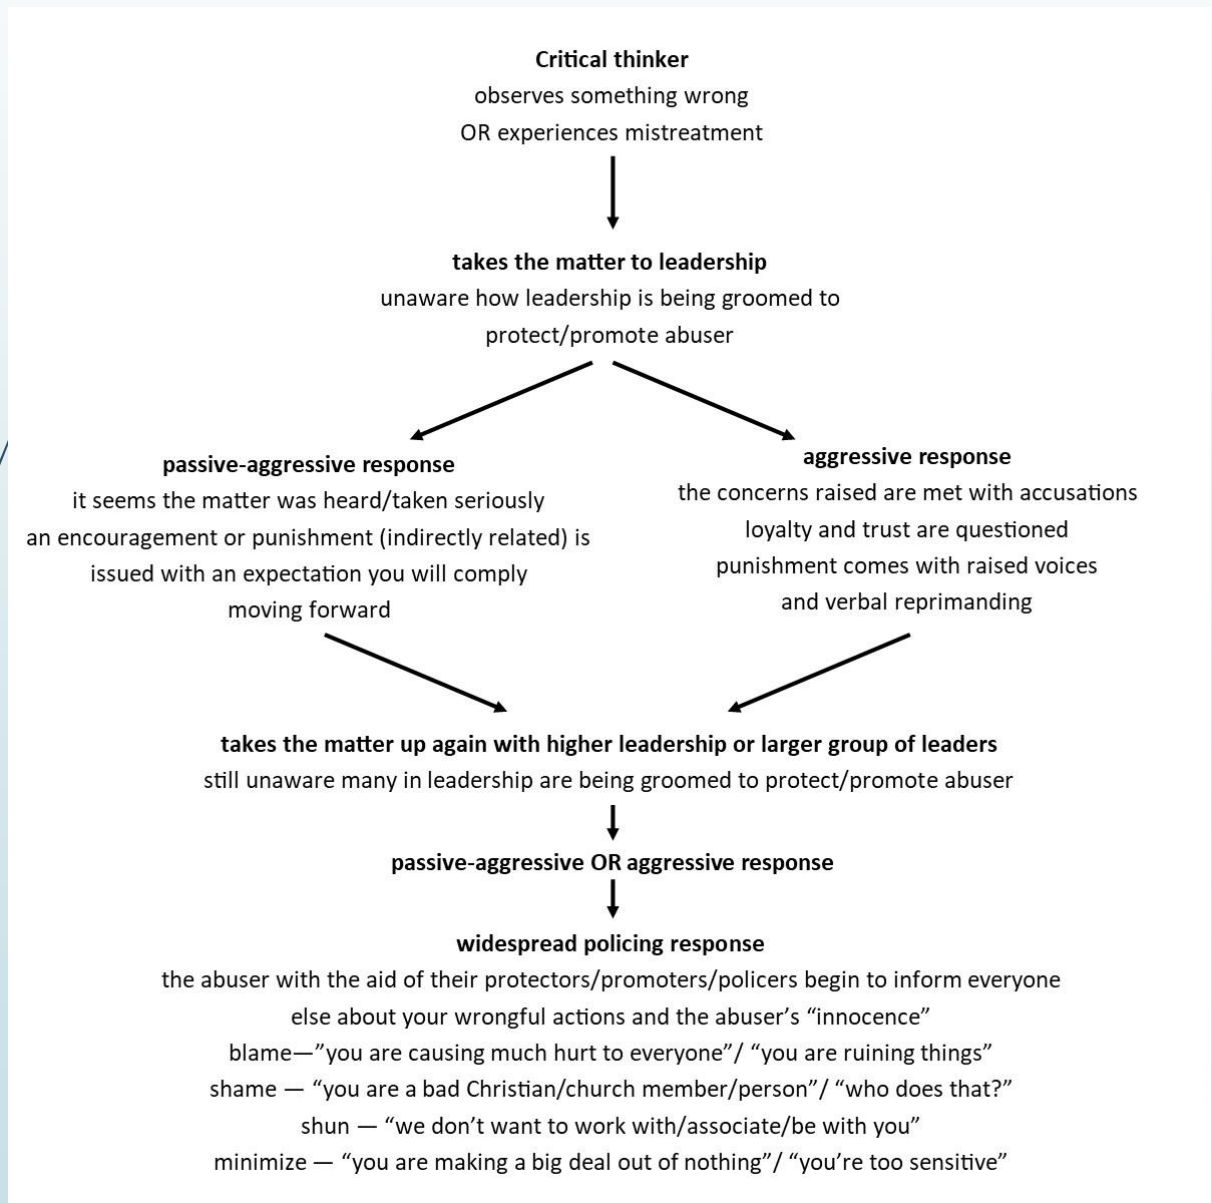 Critical thinker
observes something wrong
OR experiences mistreatment
takes the matter to leadership
unaware how leadership is being groomed to
protect/promote abuser
passive-aggressive response
it seems the matter was heard/taken seriously
an encouragement or punishment (indirectly related) is
issued with an expectation you will comply
moving forward
aggressive response
the concerns raised are met with accusations
loyalty and trust are questioned
punishment comes with raised voices
and verbal reprimanding
takes the matter up again with higher leadership or larger group of leaders
still unaware many in leadership are being groomed to protect/promote abuser
passive-aggressive OR aggressive response
widespread policing response
the abuser with the aid of their protectors/promoters/policers begin to inform everyone
else about your wrongful actions and the abuser’s “innocence”
blame—”you are causing much hurt to everyone”/ “you are ruining things”
shame — “you are a bad Christian/church member/person”/ “who does that?”
shun — “we don’t want to work with/associate/be with you”
minimize — “you are making a big deal out of nothing”/ “you’re too sensitive”